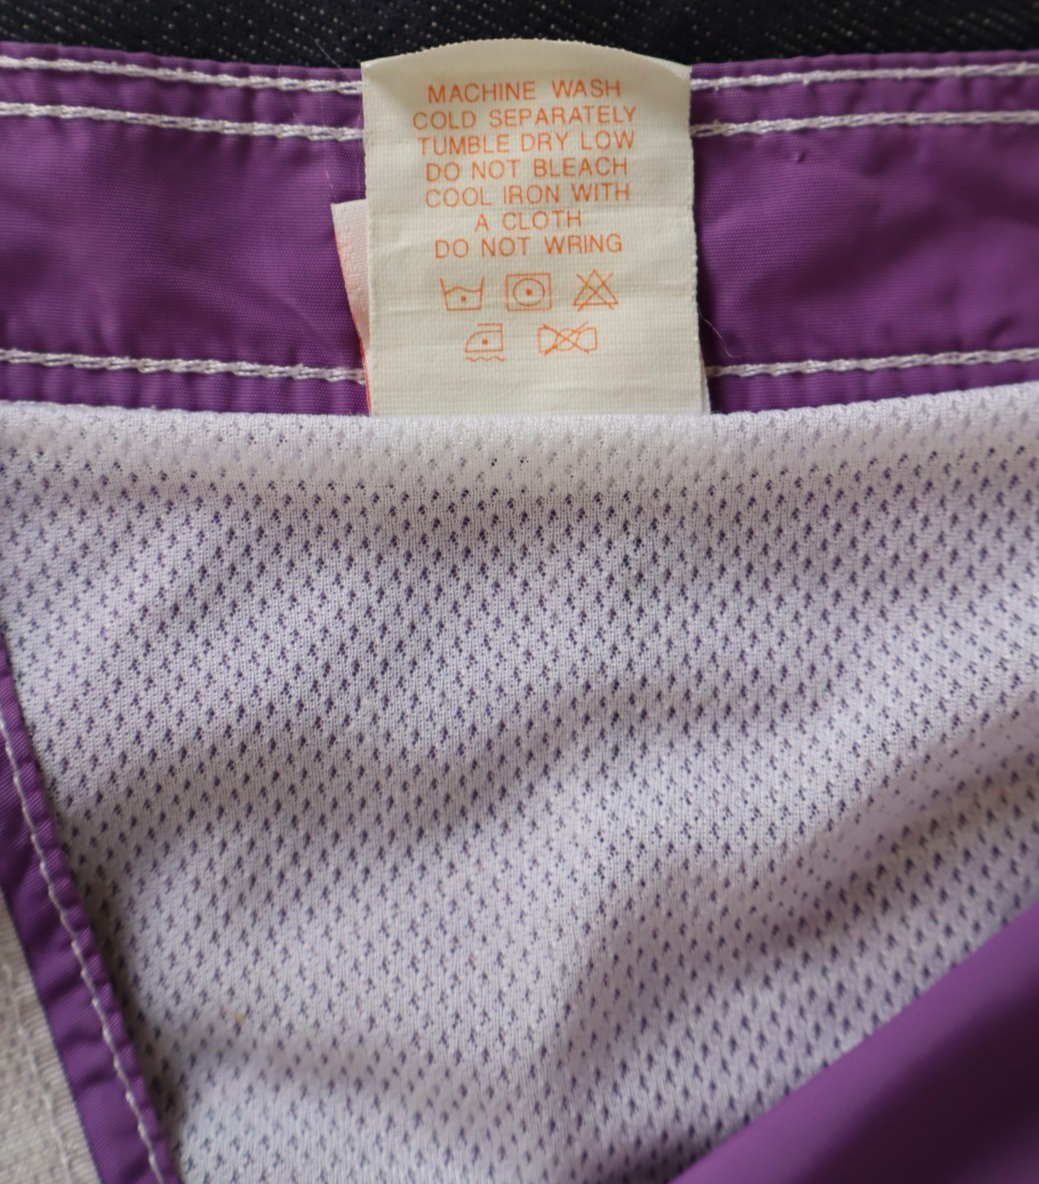 MACHINE WASH
COLD SEPARATELY
TUMBLE DRY LOW
DO NOT BLEACH
COOL IRON WITH
A CLOTH
DO NOT WRING